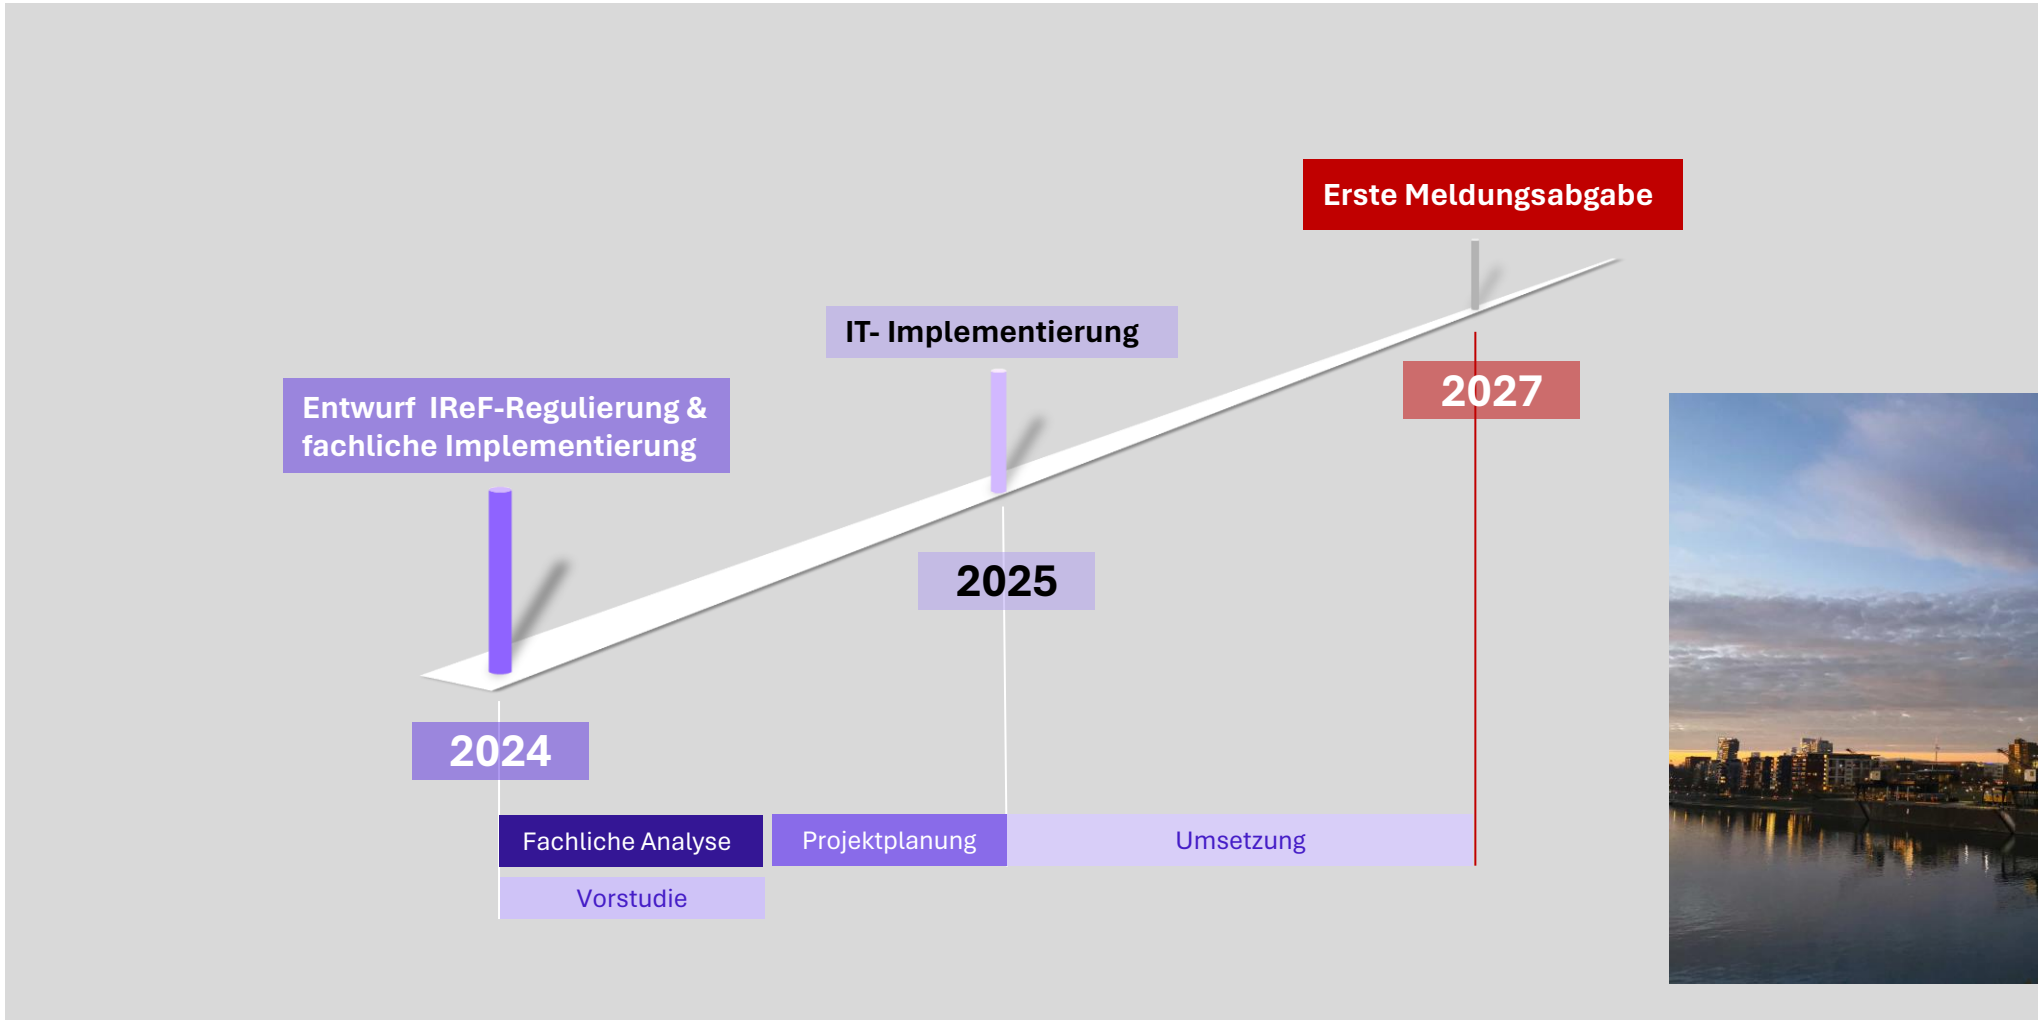 Erste Meldungsabgabe
IT- Implementierung
2027
Entwurf  IReF-Regulierung &
fachliche Implementierung
2025
2024
Fachliche Analyse
Projektplanung
Umsetzung
Vorstudie